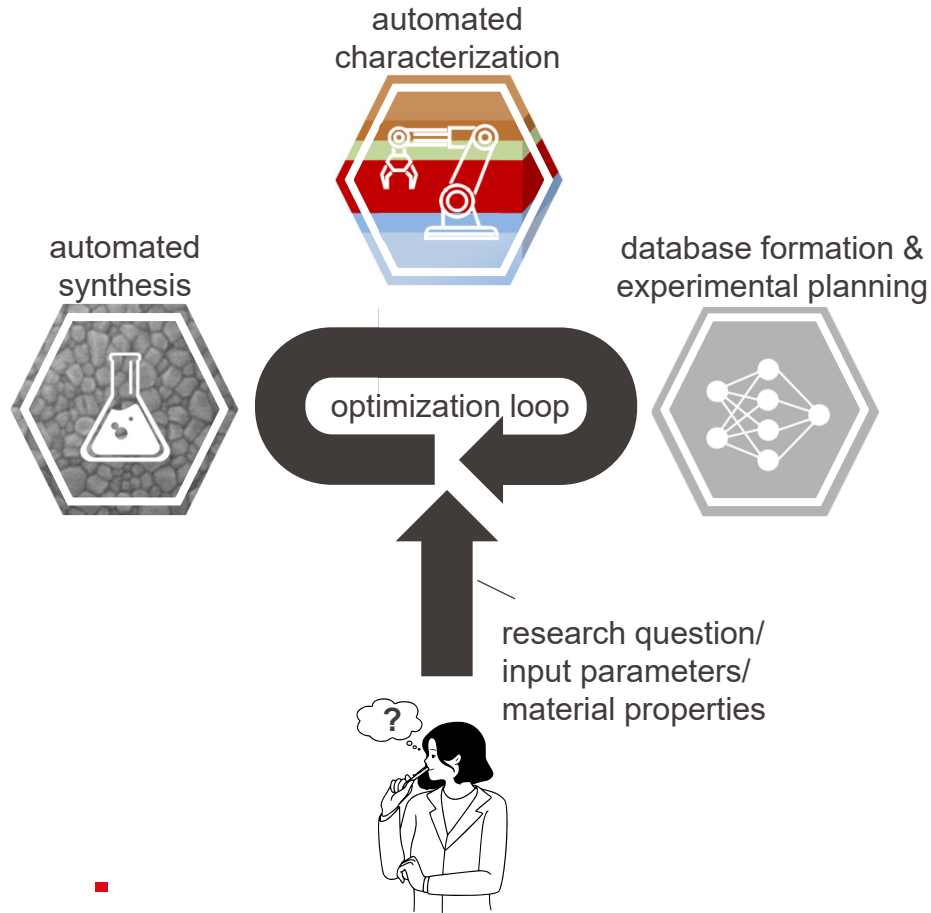 automated
characterization
automated
synthesis
database formation &
experimental planning
optimization loop
research question/
input parameters/
material properties
?